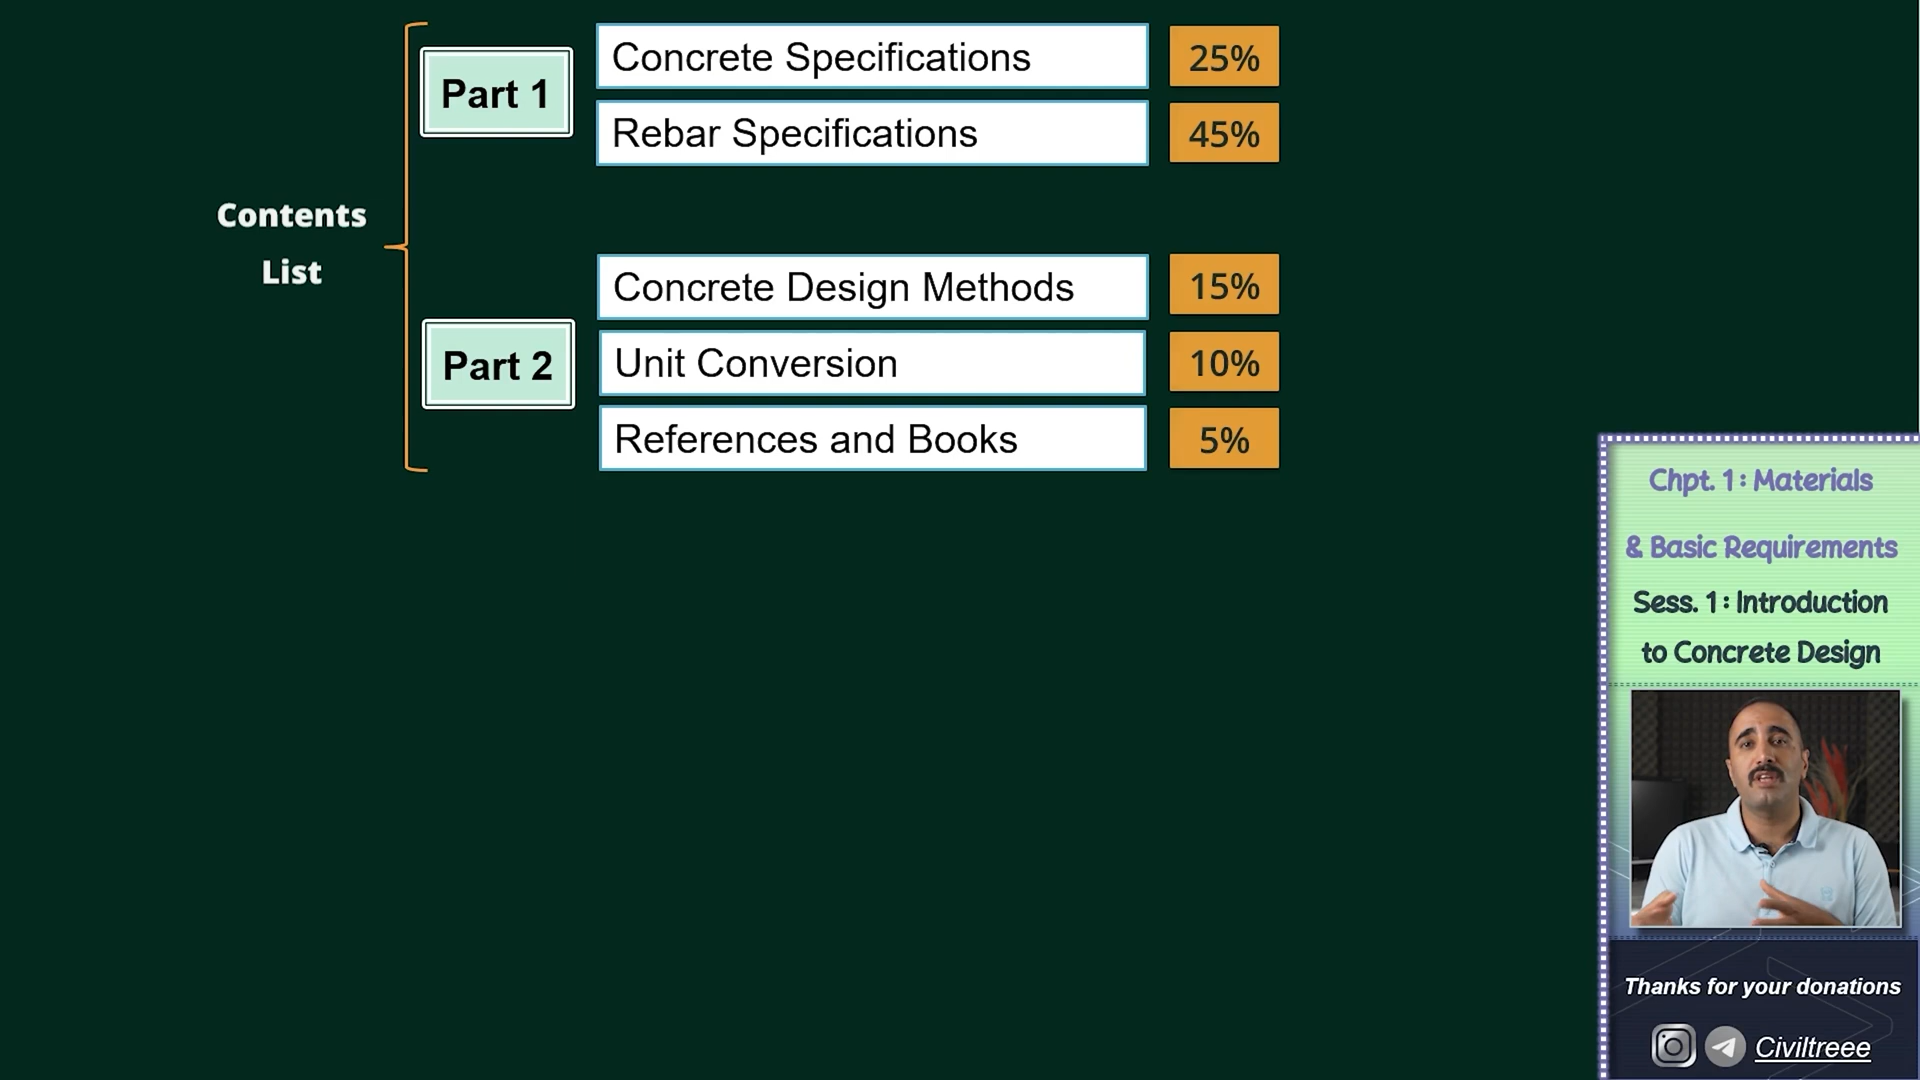 Contents
List
Part 1
Concrete Specifications 25%
Rebar Specifications 45%
Part 2
Concrete Design Methods 15%
Unit Conversion 10%
References and Books 5%
Chpt. 1: Materials
& Basic Requirements
Sess. 1: Introduction
to Concrete Design
Thanks for your donations
Civiltreee